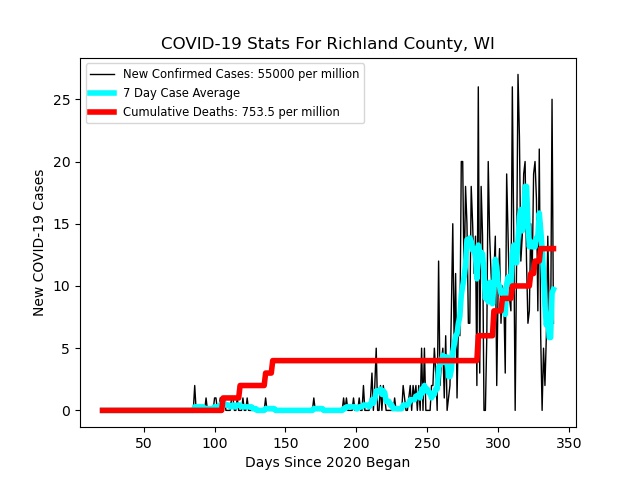 COVID-19 Stats For Richland County, WI
New Confirmed Cases: 55000 per million
7 Day Case Average
Cumulative Deaths: 753.5 per million
New COVID-19 Cases
25
20
15
10
5
0
50
100
150
200
250
300
350
Days Since 2020 Began